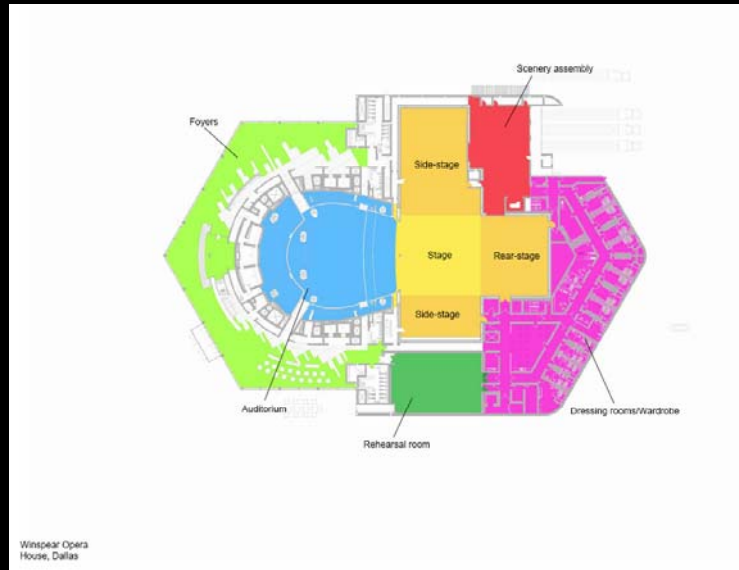 Scenery assembly
Foyers
Side-stage
Stage
Rear-stage
Side-stage
Auditorium
Dressing rooms/Wardrobe
Rehearsal room
Winspear Opera
House, Dallas